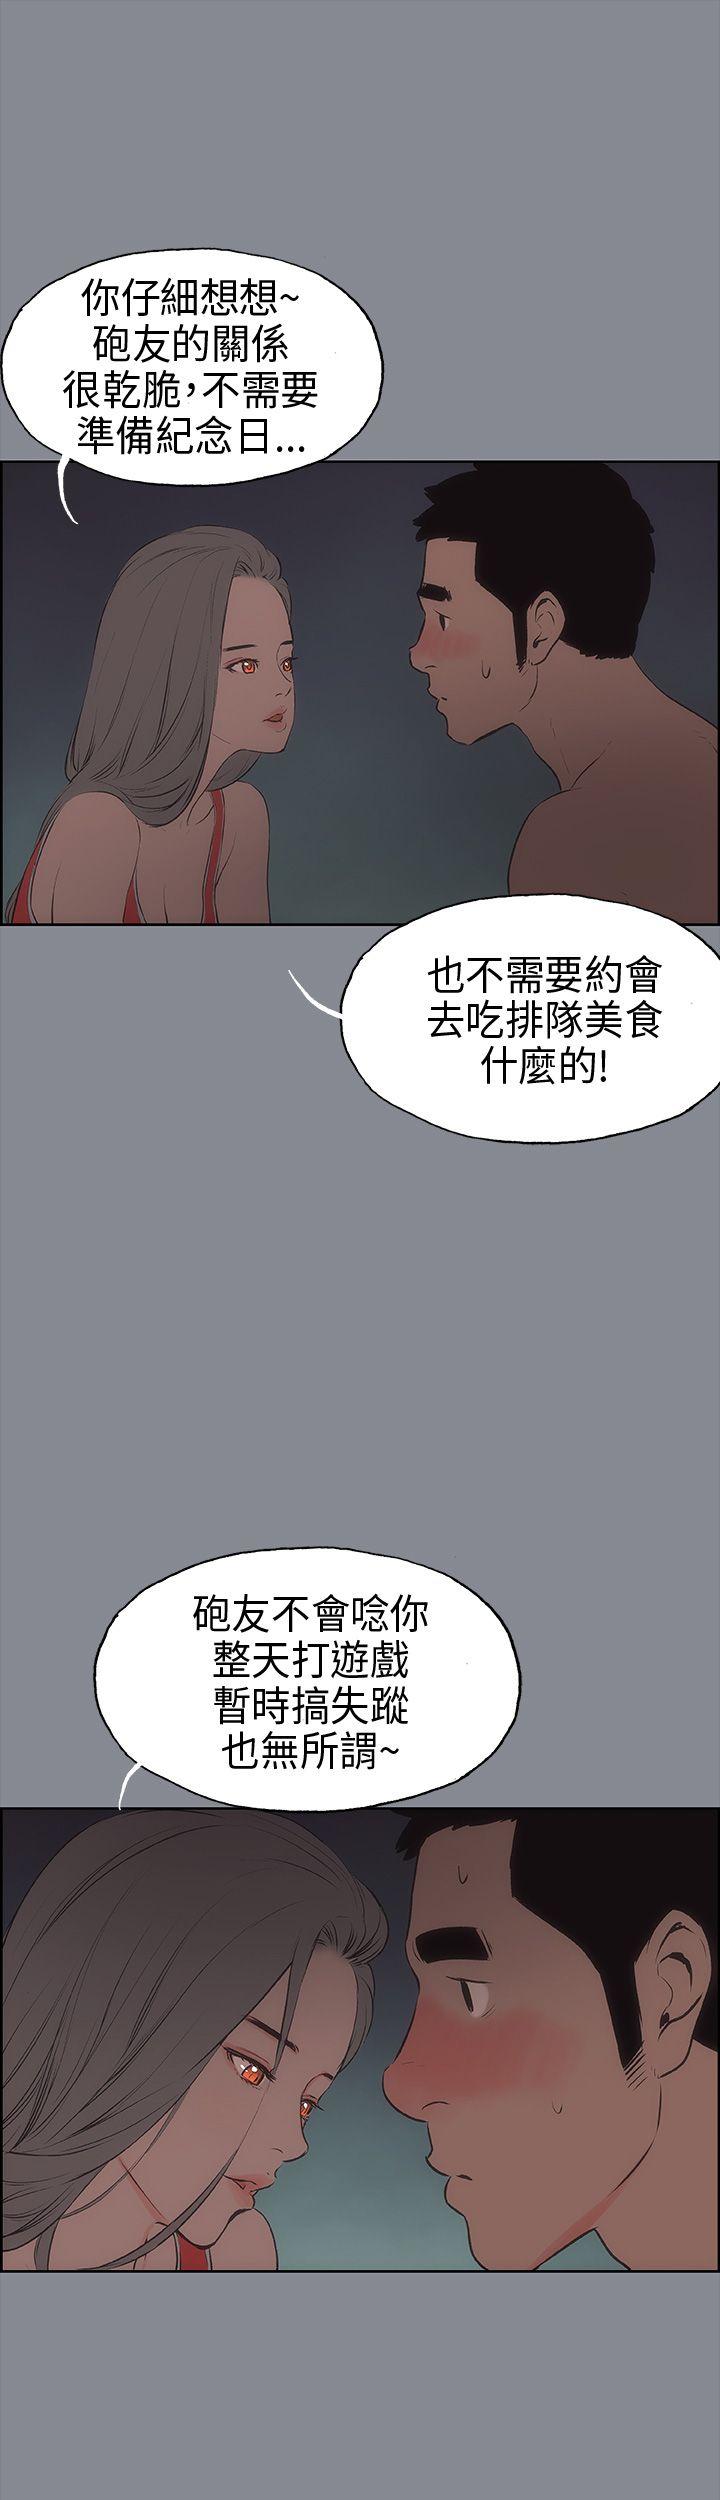 你仔細想想~
砲友的關係
很乾脆,不需要
準備紀念日...
也不需要約會
去吃排隊美食
什麼的!
砲友不會唸你
整天打遊戲
暫時搞失蹤
也無所謂~